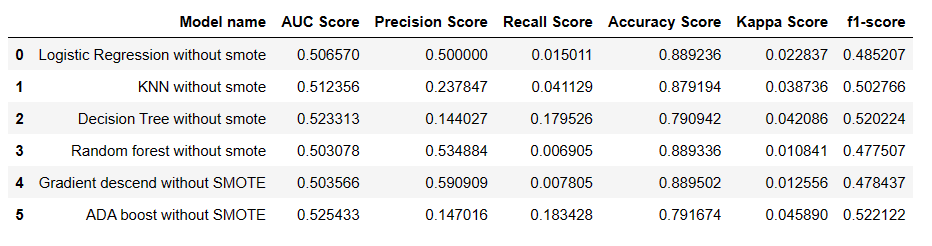 Model name AUC Score Precision Score Recall Score Accuracy Score Kappa Score f1-score
0 Logistic Regression without smote 0.506570 0.500000 0.015011 0.889236 0.022837 0.485207
1 KNN without smote 0.512356 0.237847 0.041129 0.879194 0.038736 0.502766
2 Decision Tree without smote 0.523313 0.144027 0.179526 0.790942 0.042086 0.520224
3 Random forest without smote 0.503078 0.534884 0.006905 0.889336 0.010841 0.477507
4 Gradient descend without SMOTE 0.503566 0.590909 0.007805 0.889502 0.012556 0.478437
5 ADA boost without SMOTE 0.525433 0.147016 0.183428 0.791674 0.045890 0.522122